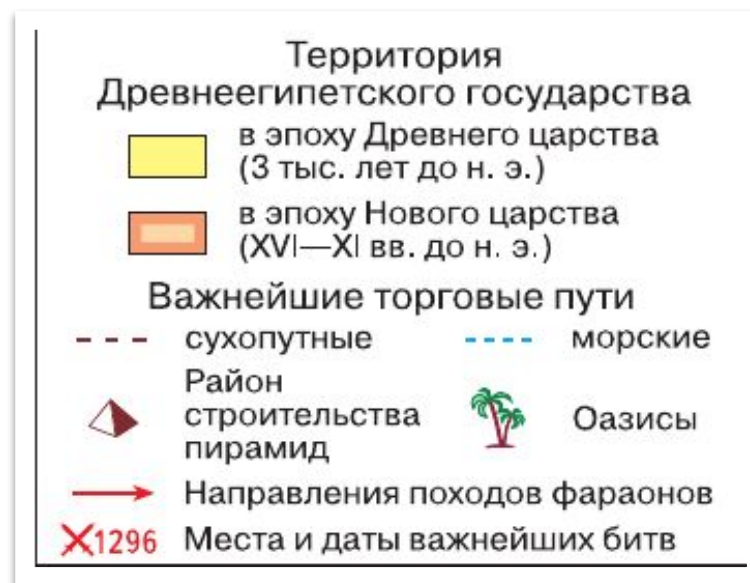 Территория
Древнеегипетского государства
в эпоху Древнего царства
(3 тыс. лет до н. э.)
в эпоху Нового царства
(XVI—XI вв. до н. э.)
Важнейшие торговые пути
сухопутные
морские
Район
строительства
пирамид
Оазисы
Направления походов фараонов
1296 Места и даты важнейших битв